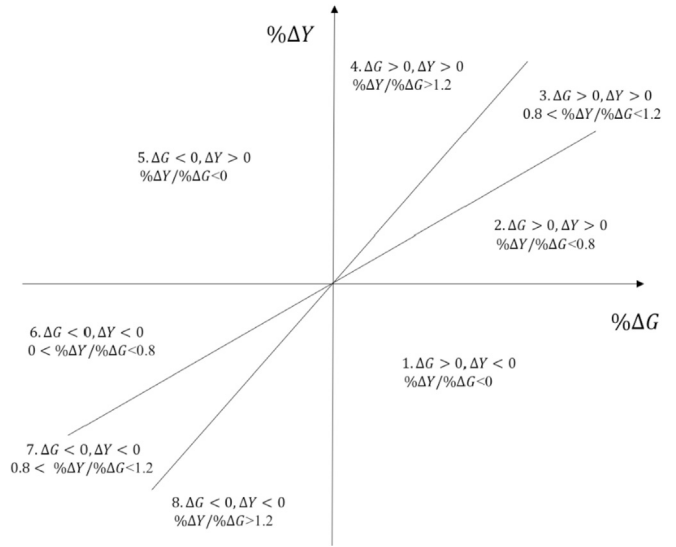 %ΔY
4.ΔG > 0,ΔY > 0
%ΔY/%ΔG>1.2
3.ΔG > 0,ΔY > 0
0.8 < %ΔY/%ΔG<1.2
5.ΔG < 0,ΔY > 0
%ΔY/%ΔG<0
2.ΔG > 0,ΔY > 0
%ΔY/%ΔG<0.8
%ΔG
6.ΔG < 0,ΔY < 0
0 < %ΔY/%ΔG<0.8
1.ΔG > 0,ΔY < 0
%ΔY/%ΔG<0
7.ΔG < 0,ΔY < 0
0.8 < %ΔY/%ΔG<1.2
8.ΔG < 0,ΔY < 0
%ΔY/%ΔG>1.2